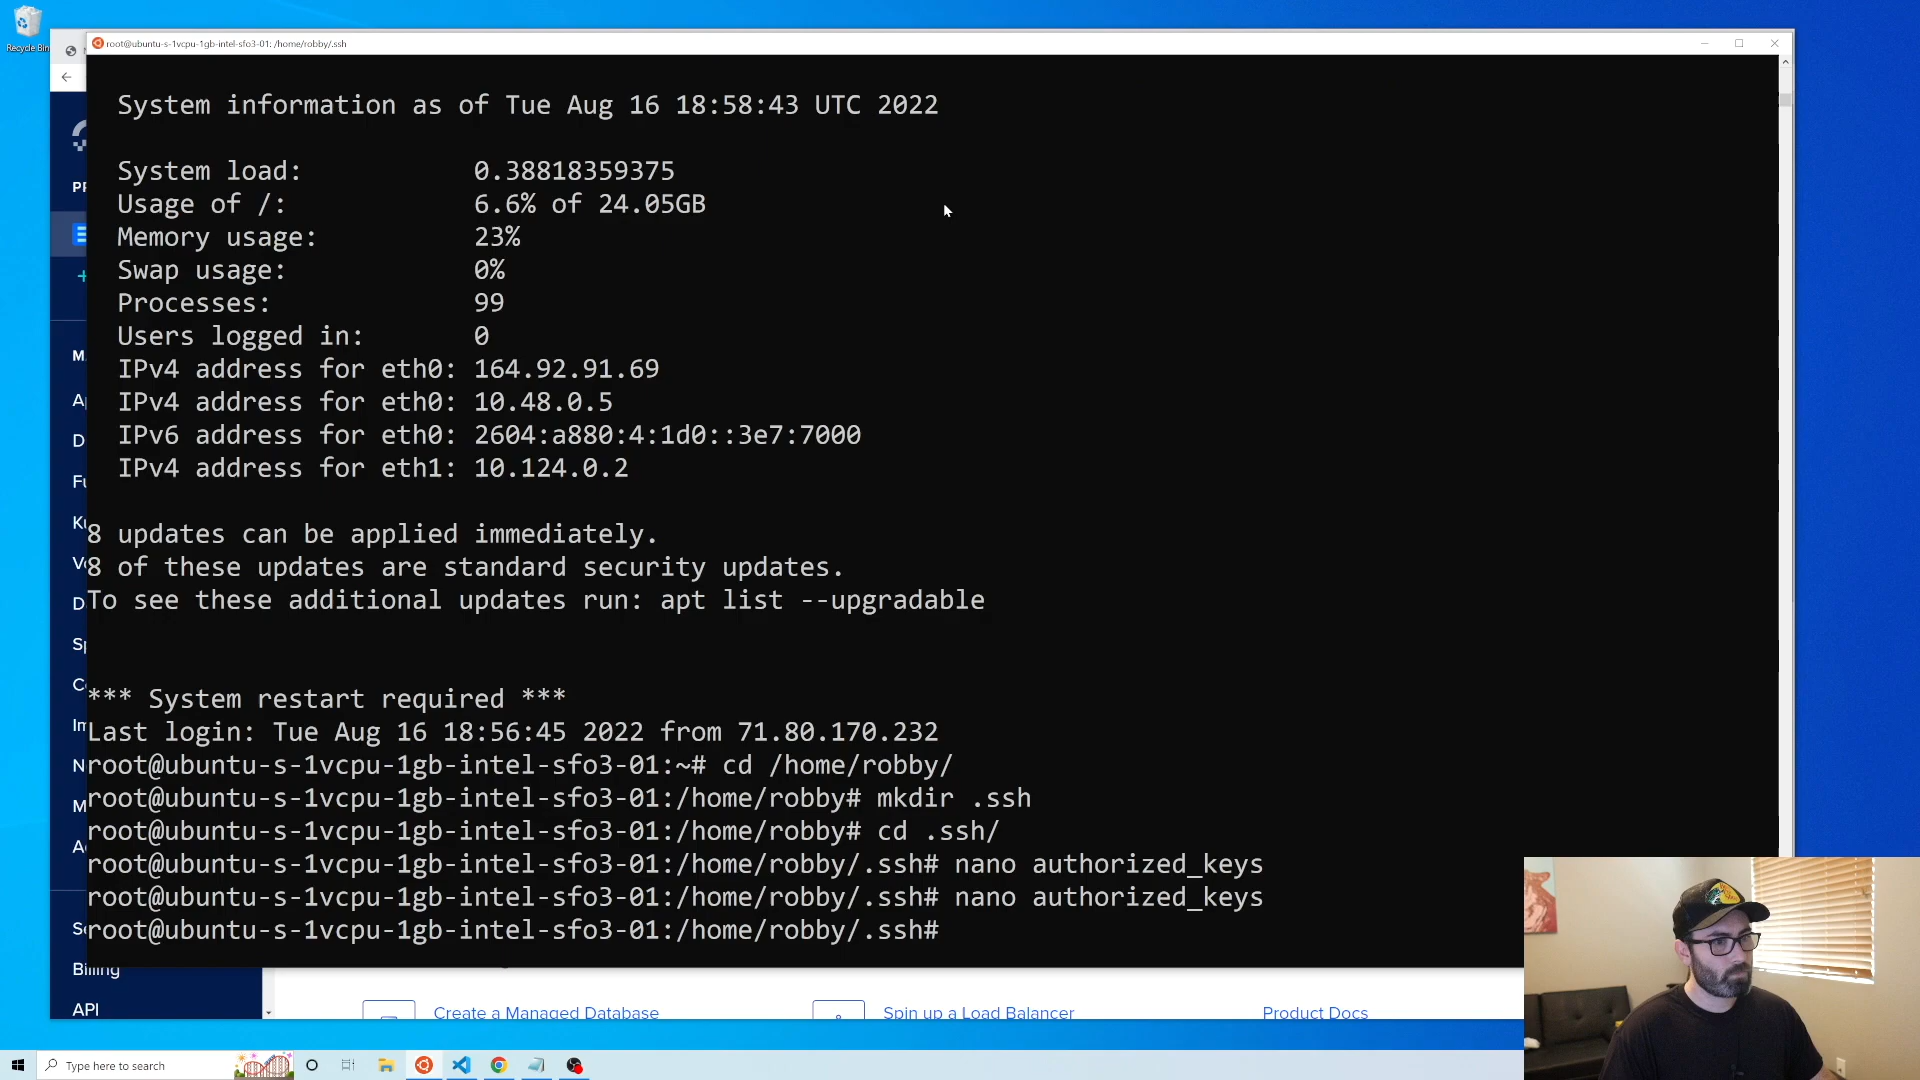 Recycle Bin
root@ubuntu-s-1vcpu-1gb-intel-sfo3-01: /home/robby/.ssh
System information as of Tue Aug 16 18:58:43 UTC 2022
System load: 0.38818359375
Usage of /: 6.6% of 24.05GB
Memory usage: 23%
Swap usage: 0%
Processes: 99
Users logged in: 0
IPv4 address for eth0: 164.92.91.69
IPv4 address for eth0: 10.48.0.5
IPv6 address for eth0: 2604:a880:4:1d0::3e7:7000
IPv4 address for eth1: 10.124.0.2
8 updates can be applied immediately.
8 of these updates are standard security updates.
To see these additional updates run: apt list --upgradable
*** System restart required ***
Last login: Tue Aug 16 18:56:45 2022 from 71.80.170.232
root@ubuntu-s-1vcpu-1gb-intel-sfo3-01:~# cd /home/robby/
root@ubuntu-s-1vcpu-1gb-intel-sfo3-01:/home/robby# mkdir .ssh
root@ubuntu-s-1vcpu-1gb-intel-sfo3-01:/home/robby# cd .ssh/
root@ubuntu-s-1vcpu-1gb-intel-sfo3-01:/home/robby/.ssh# nano authorized_keys
root@ubuntu-s-1vcpu-1gb-intel-sfo3-01:/home/robby/.ssh# nano authorized_keys
root@ubuntu-s-1vcpu-1gb-intel-sfo3-01:/home/robby/.ssh#
Billing
API
Create a Managed Database
Spin up a Load Balancer
Product Docs
Type here to search